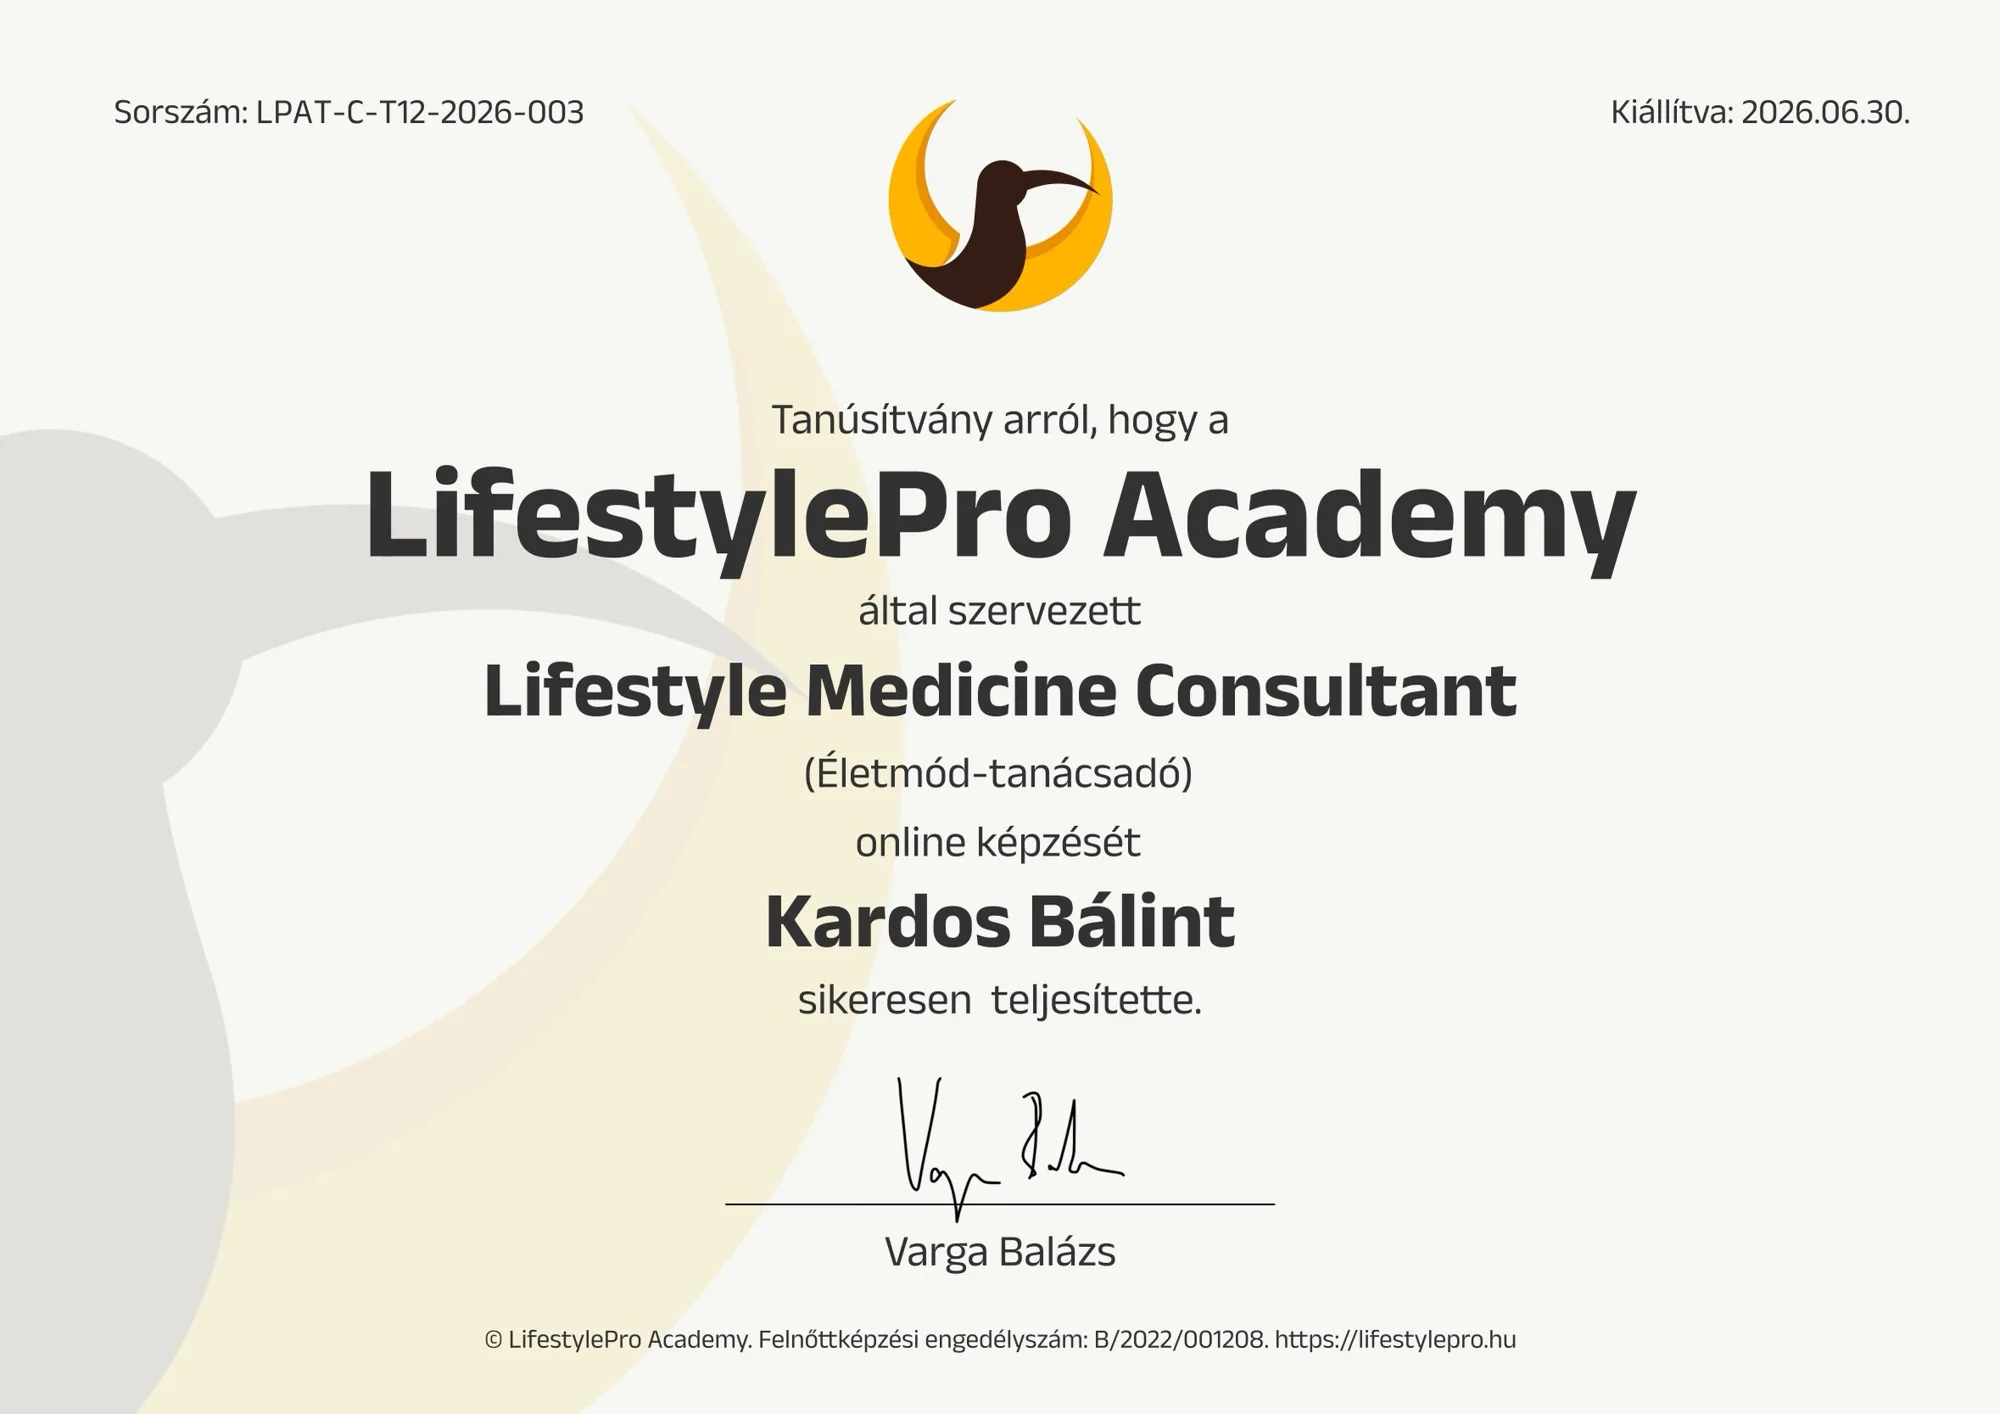 Sorszám: LPAT-C-T12-2026-003
Kiállítva: 2026.06.30.
Tanúsítvány arról, hogy a
LifestylePro Academy
által szervezett
Lifestyle Medicine Consultant
(Életmód-tanácsadó)
online képzését
Kardos Bálint
sikeresen teljesítette.
Varga Balázs
© LifestylePro Academy. Felnőttképzési engedélyszám: B/2022/001208. https://lifestylepro.hu